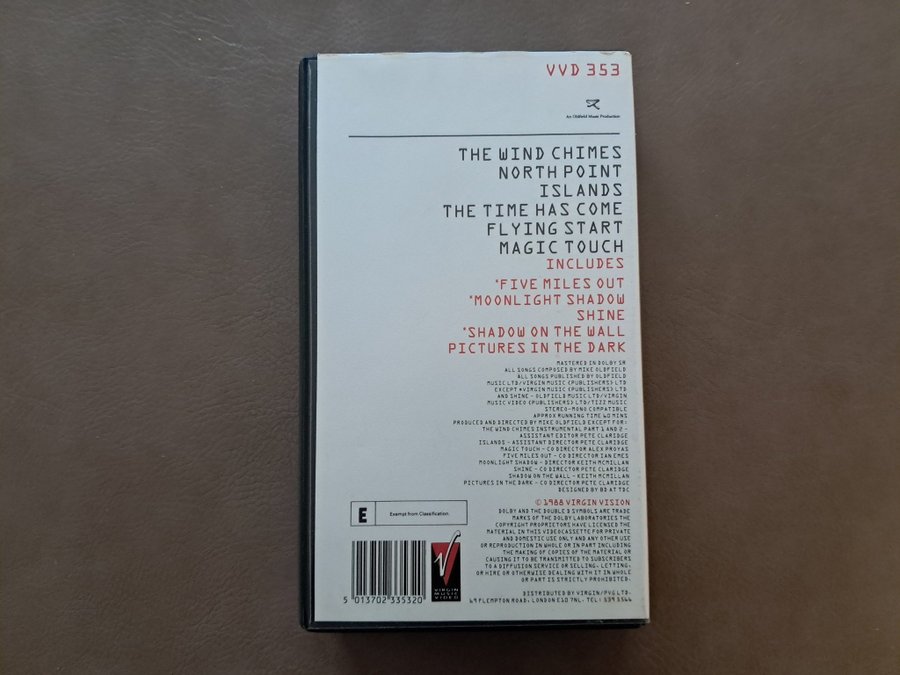 VVD 353
An Oldfield Music Production
THE WIND CHIMES
NORTH POINT
ISLANDS
THE TIME HAS COME
FLYING START
MAGIC TOUCH
INCLUDES
*FIVE MILES OUT
*MOONLIGHT SHADOW
SHINE
*SHADOW ON THE WALL
PICTURES IN THE DARK
MASTERED IN DOLBY SR
ALL SONGS COMPOSED BY MIKE OLDFIELD
ALL SONGS PUBLISHED BY OLDFIELD
MUSIC LTD/VIRGIN MUSIC (PUBLISHERS) LTD
EXCEPT *VIRGIN MUSIC (PUBLISHERS) LTD
AND SHINE - OLDFIELD MUSIC LTD/VIRGIN
MUSIC VIDEO (PUBLISHERS) LTD/TIZZ MUSIC
STEREO-MONO COMPATIBLE
APPROX RUNNING TIME 60 MINS
PRODUCED AND DIRECTED BY MIKE OLDFIELD EXCEPT FOR:
THE WIND CHIMES INSTRUMENTAL PART 1 AND 2 -
ASSISTANT EDITOR PETE CLARIDGE
ISLANDS - ASSISTANT DIRECTOR PETE CLARIDGE
MAGIC TOUCH - CO DIRECTOR ALEX PROYAS
FIVE MILES OUT - CO DIRECTOR IAN EMES
MOONLIGHT SHADOW - DIRECTOR KEITH MCMILLAN
SHINE - CO DIRECTOR PETE CLARIDGE
SHADOW ON THE WALL - KEITH MCMILLAN
PICTURES IN THE DARK - CO DIRECTOR PETE CLARIDGE
DESIGNED BY BD AT TDC
© 1988 VIRGIN VISION
DOLBY AND THE DOUBLE D SYMBOLS ARE TRADE
MARKS OF THE DOLBY LABORATORIES THE
COPYRIGHT PROPRIETORS HAVE LICENSED THE
MATERIAL IN THIS VIDEOCASSETTE FOR PRIVATE
AND DOMESTIC USE ONLY AND ANY OTHER USE
OR REPRODUCTION IN WHOLE OR IN PART INCLUDING
THE MAKING OF COPIES OF THE MATERIAL OR
CAUSING IT TO BE TRANSMITTED TO SUBSCRIBERS
TO A DIFFUSION SERVICE OR SELLING, LETTING,
OR HIRE OR OTHERWISE DEALING WITH IT IN WHOLE
OR PART IS STRICTLY PROHIBITED.
DISTRIBUTED BY VIRGIN/PVG LTD.
69 FLEMPTON ROAD, LONDON E10 7NL. TEL: 539 5566
E Exempt from Classification.
VIRGIN
MUSIC
VIDEO
5 013702 335320